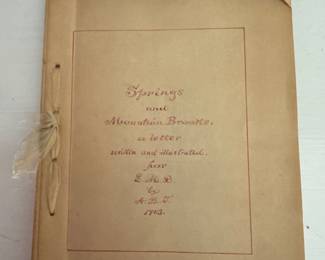 Springs
and
Mountain Brooks.
a letter
written and illustrated.
for
E. M. B.
by
A. B. T.
1903.